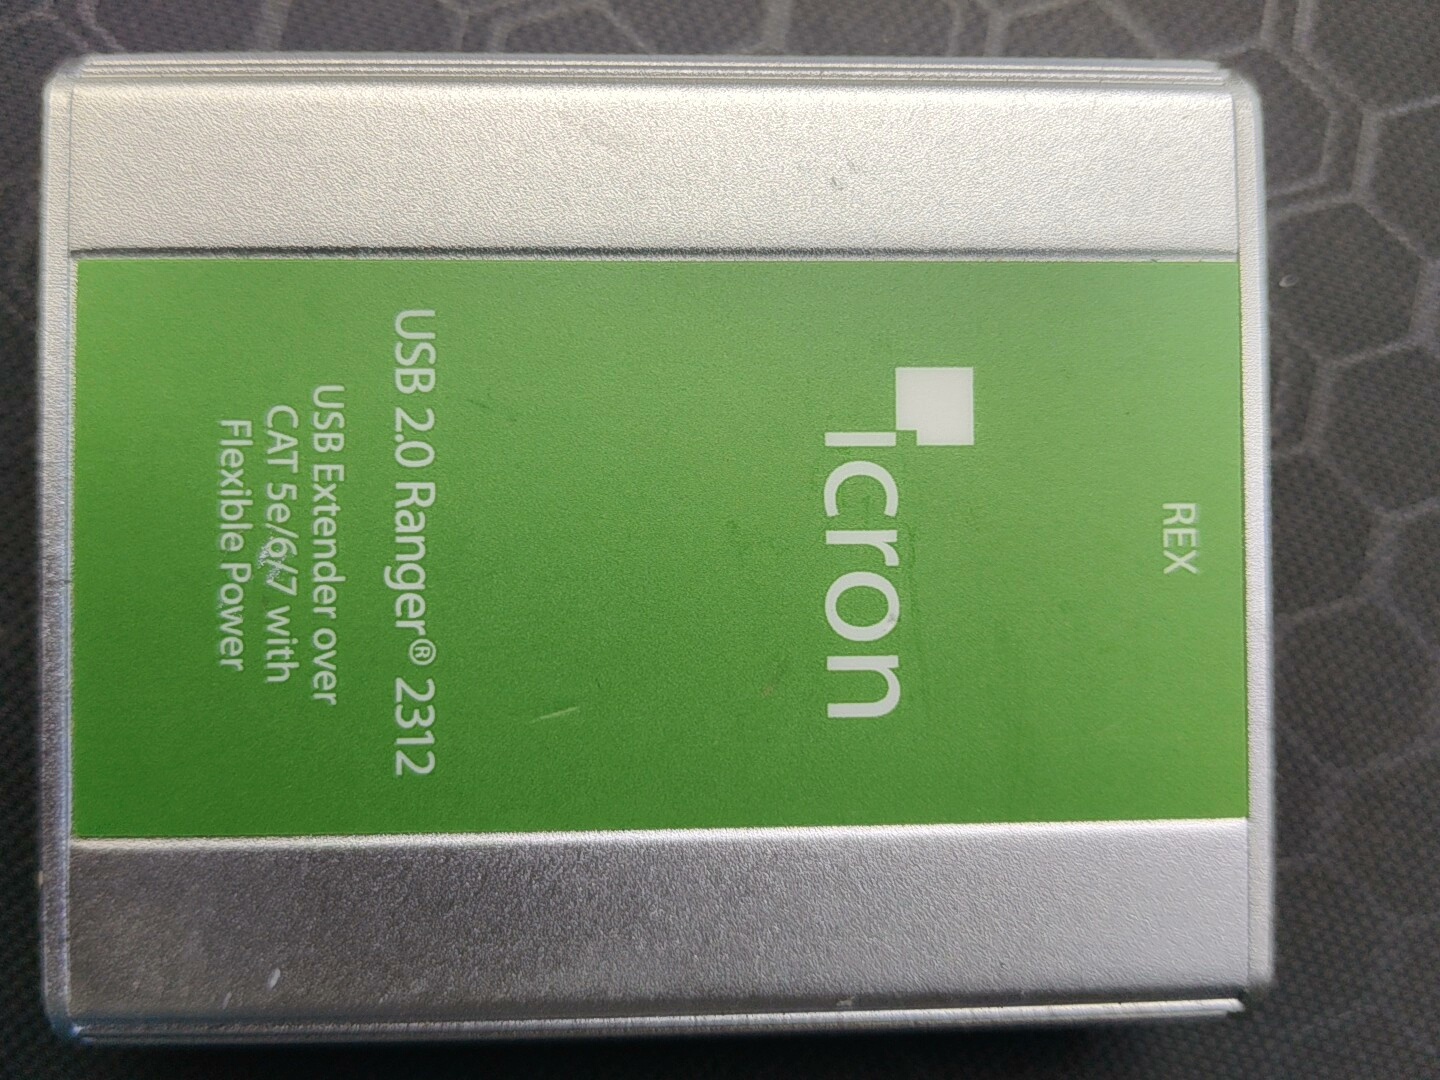 REX
icron
USB 2.0 Ranger® 2312
USB Extender over
CAT 5e/6/7 with
Flexible Power